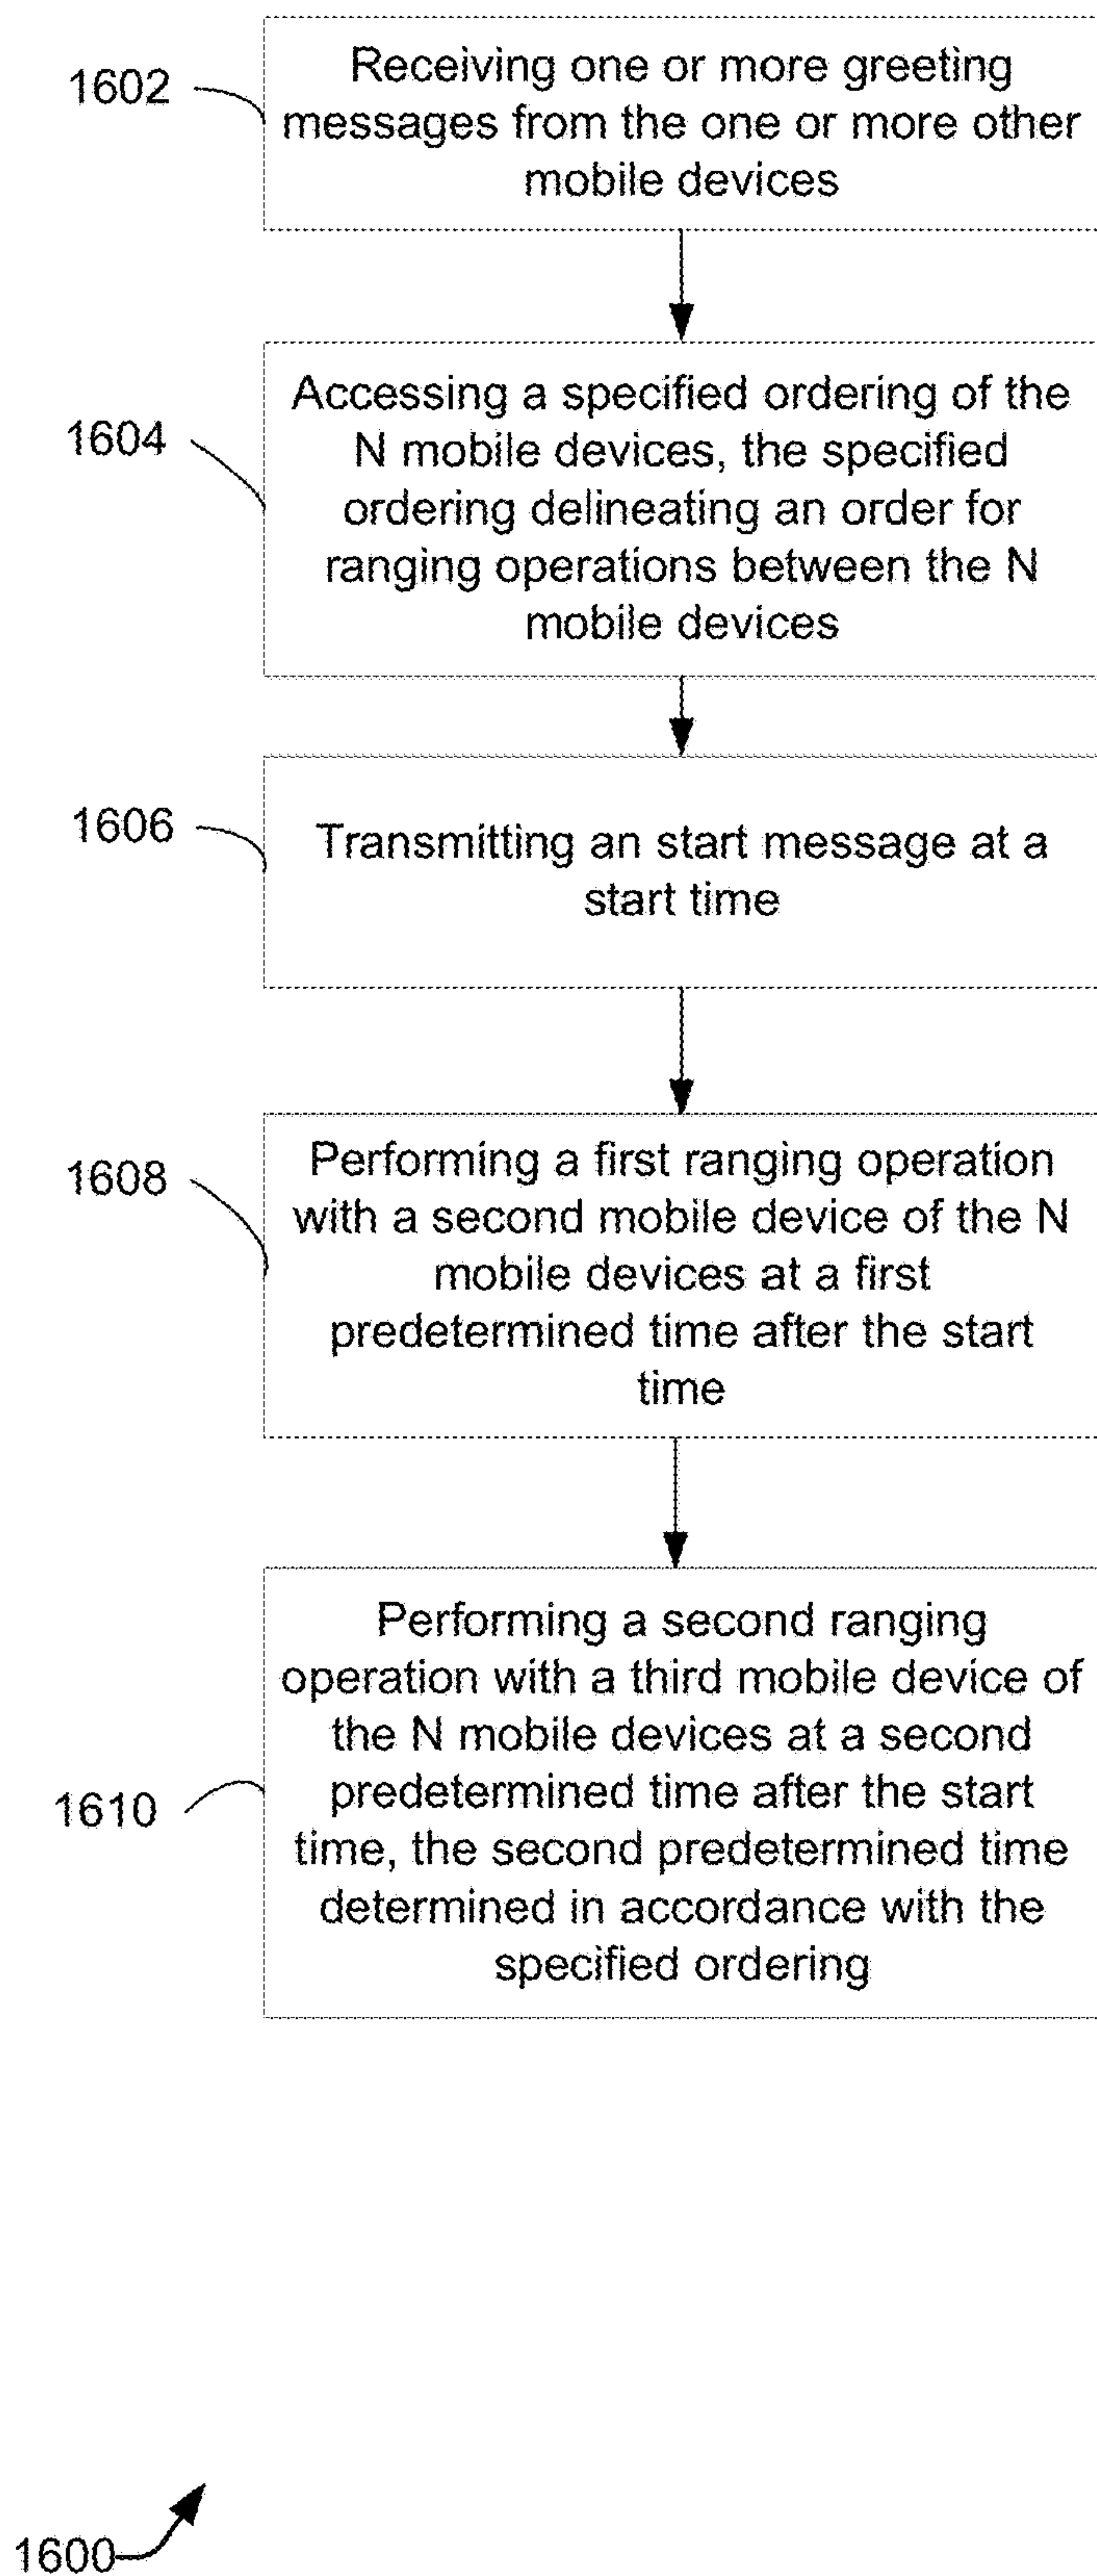 1602
Receiving one or more greeting
messages from the one or more other
mobile devices
1604
Accessing a specified ordering of the
N mobile devices, the specified
ordering delineating an order for
ranging operations between the N
mobile devices
1606
Transmitting an start message at a
start time
1608
Performing a first ranging operation
with a second mobile device of the N
mobile devices at a first
predetermined time after the start
time
1610
Performing a second ranging
operation with a third mobile device of
the N mobile devices at a second
predetermined time after the start
time, the second predetermined time
determined in accordance with the
specified ordering
1600